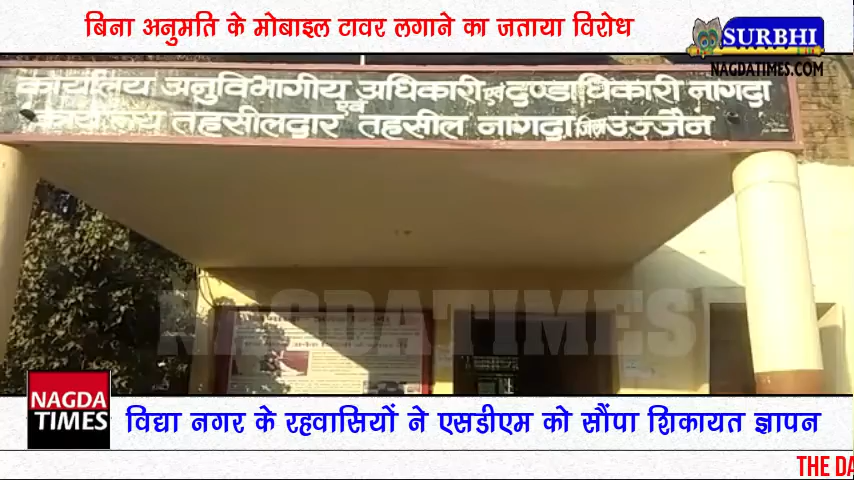 बिना अनुमति के मोबाइल टावर लगाने का जताया विरोध
SURBHI
NAGDATIMES.COM
कार्यालय अनुविभागीय अधिकारी एवं दण्डाधिकारी नागदा
एवं
कार्यालय तहसीलदार तहसील नागदा जिला उज्जैन
NAGDATIMES
NAGDA
TIMES
विद्या नगर के रहवासियों ने एसडीएम को सौंपा शिकायत ज्ञापन
THE DA